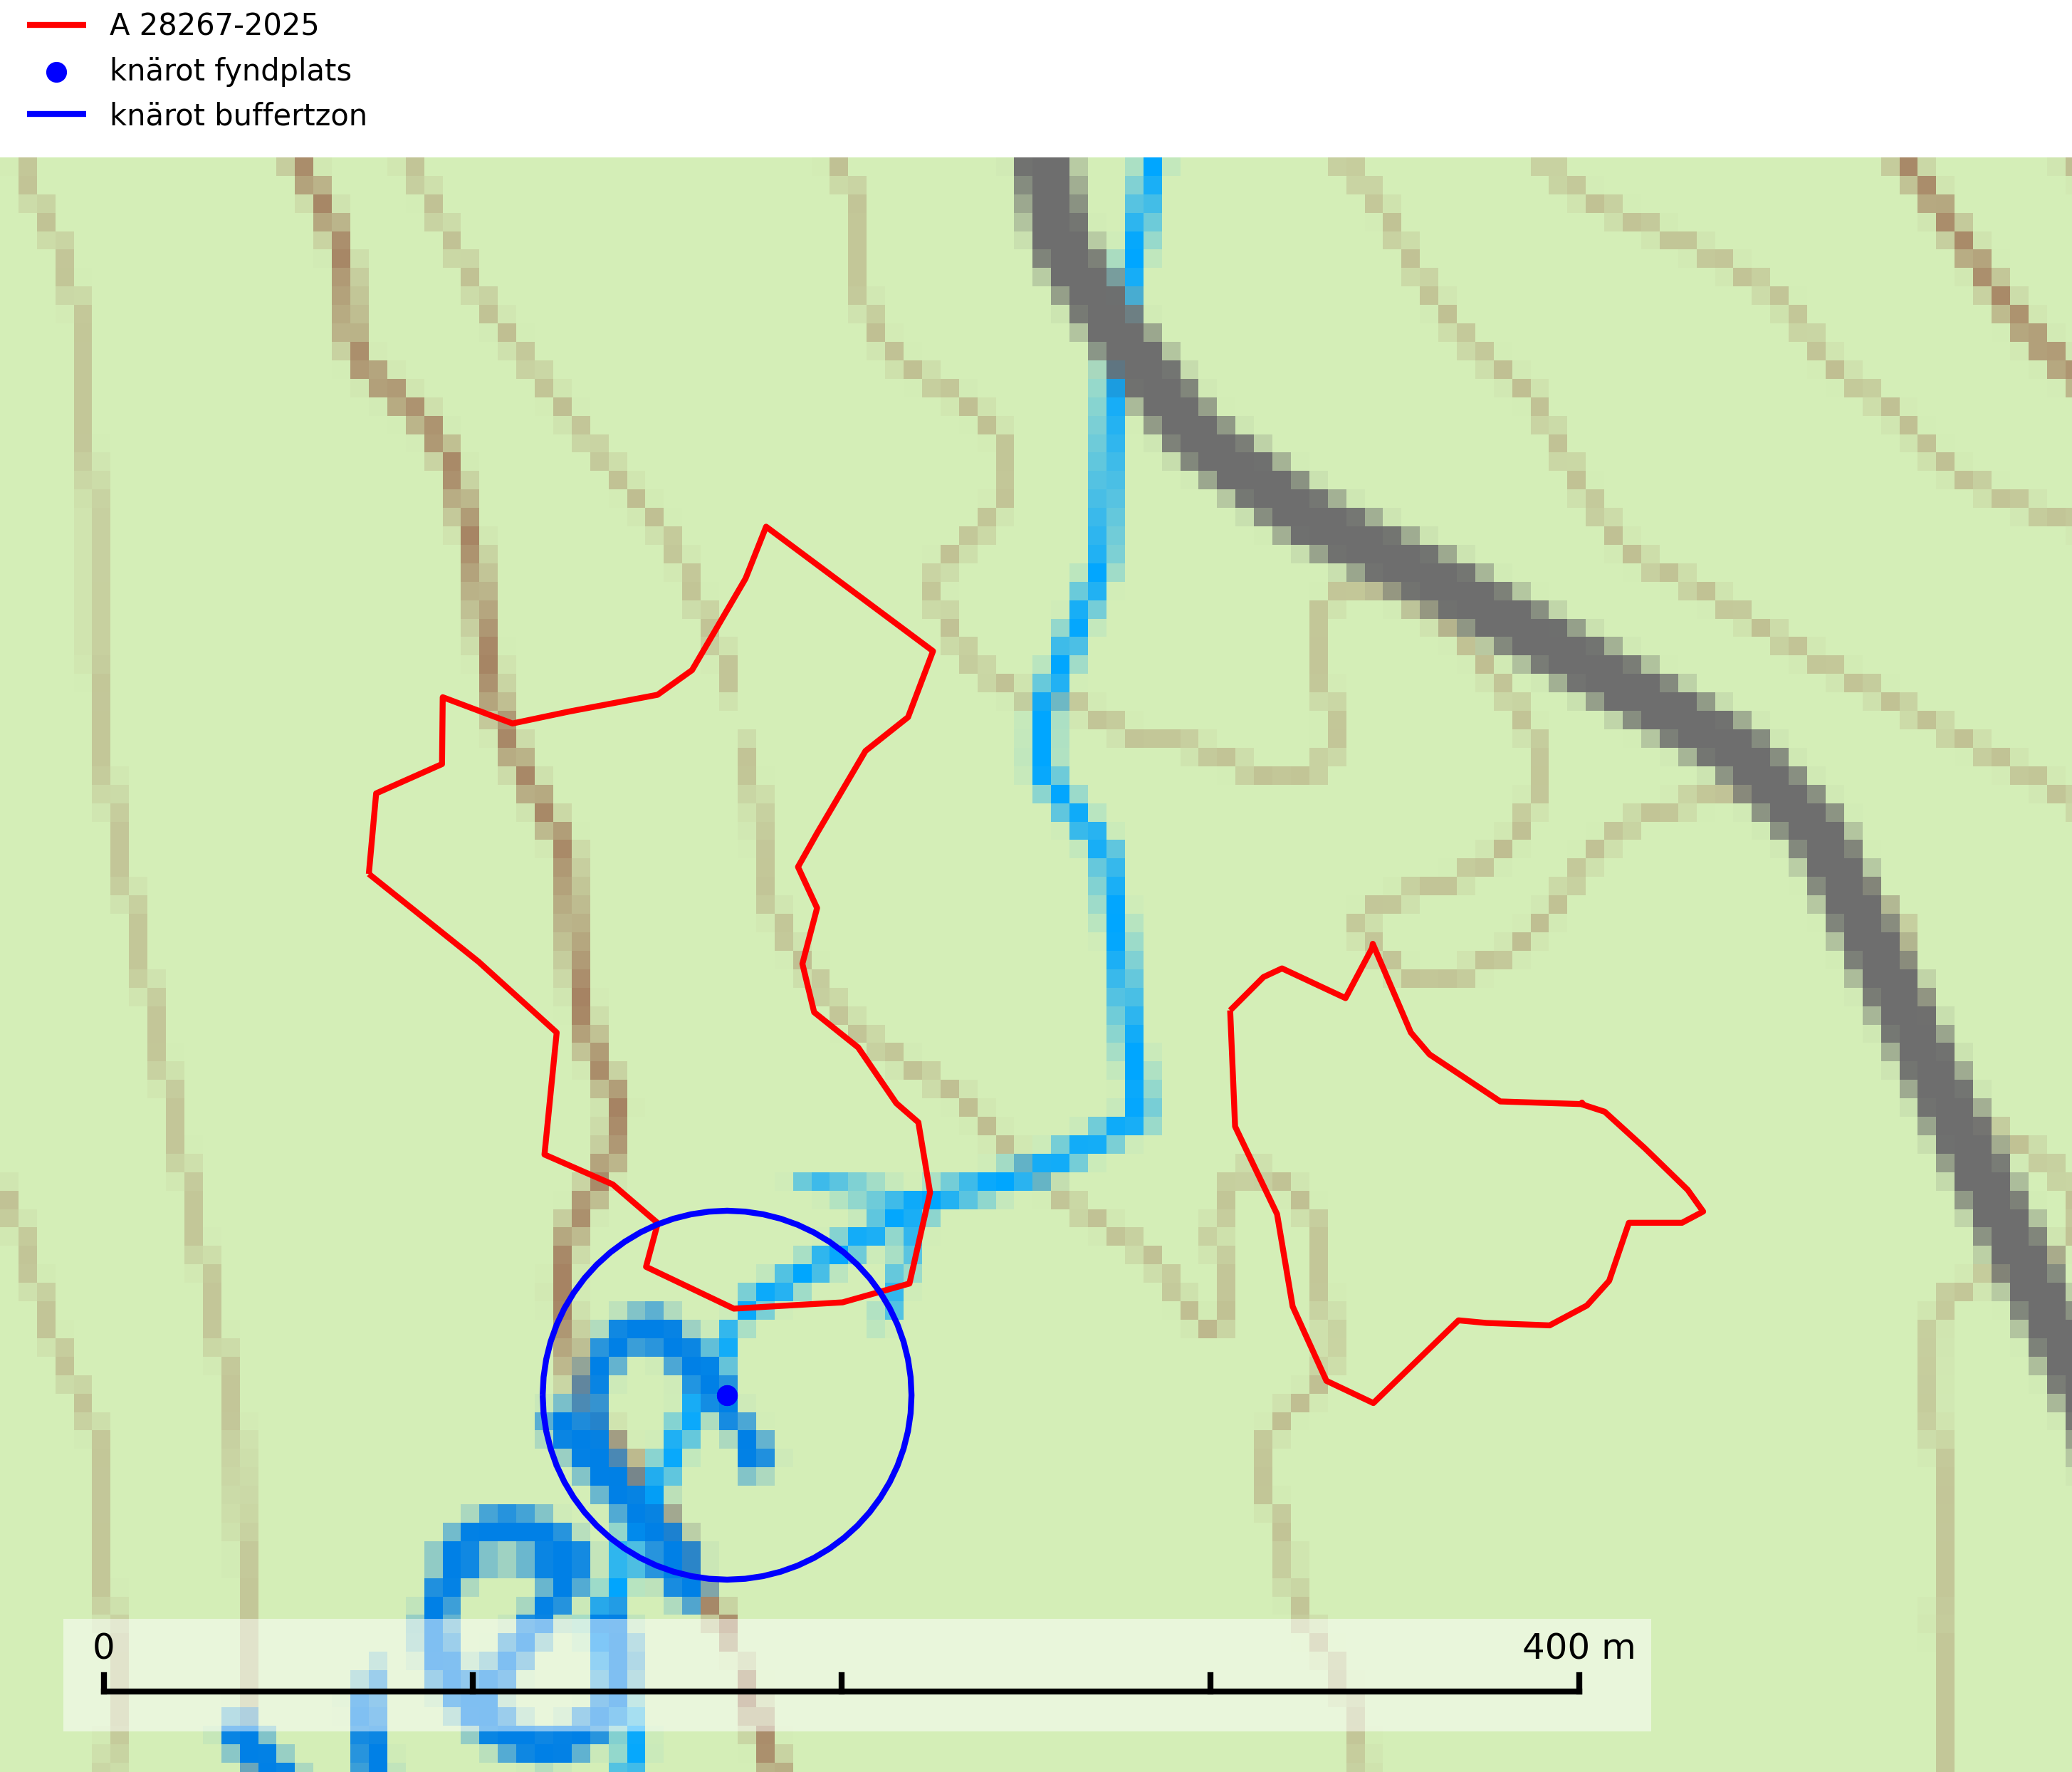 A 28267-2025
knärot fyndplats
knärot buffertzon
0 400 m